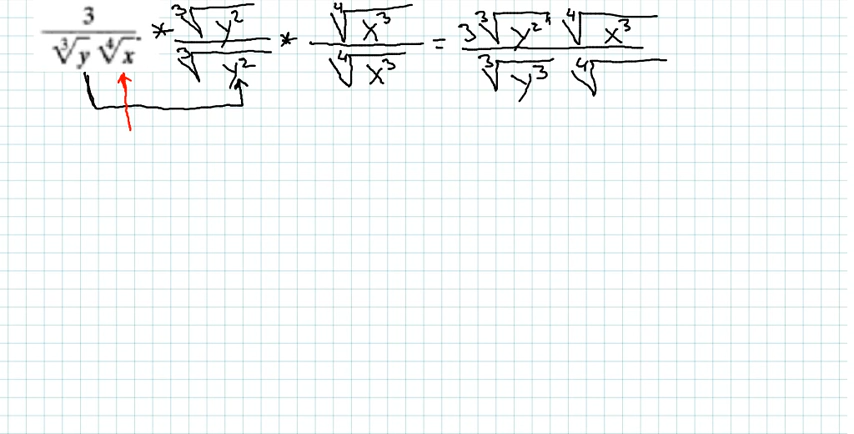 3 / ∛y ∜x * ∛y² / ∛y² * ∜x³ / ∜x³ = 3∛y² ∜x³ / ∛y³ ∜